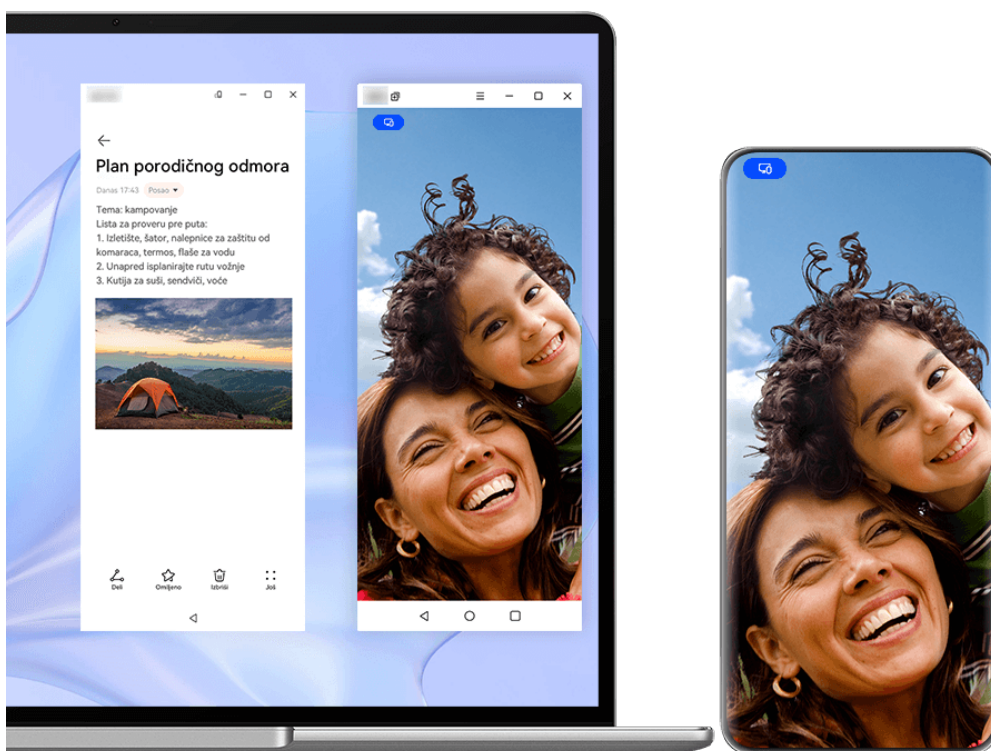 Plan porodičnog odmora
Danas 17:43 Posao
Tema: kampovanje
Lista za proveru pre puta:
1. Izletište, šator, nalepnice za zaštitu od
komaraca, termos, flaše za vodu
2. Unapred isplanirajte rutu vožnje
3. Kutija za suši, sendviči, voće
Deli Omiljeno Izbriši Još